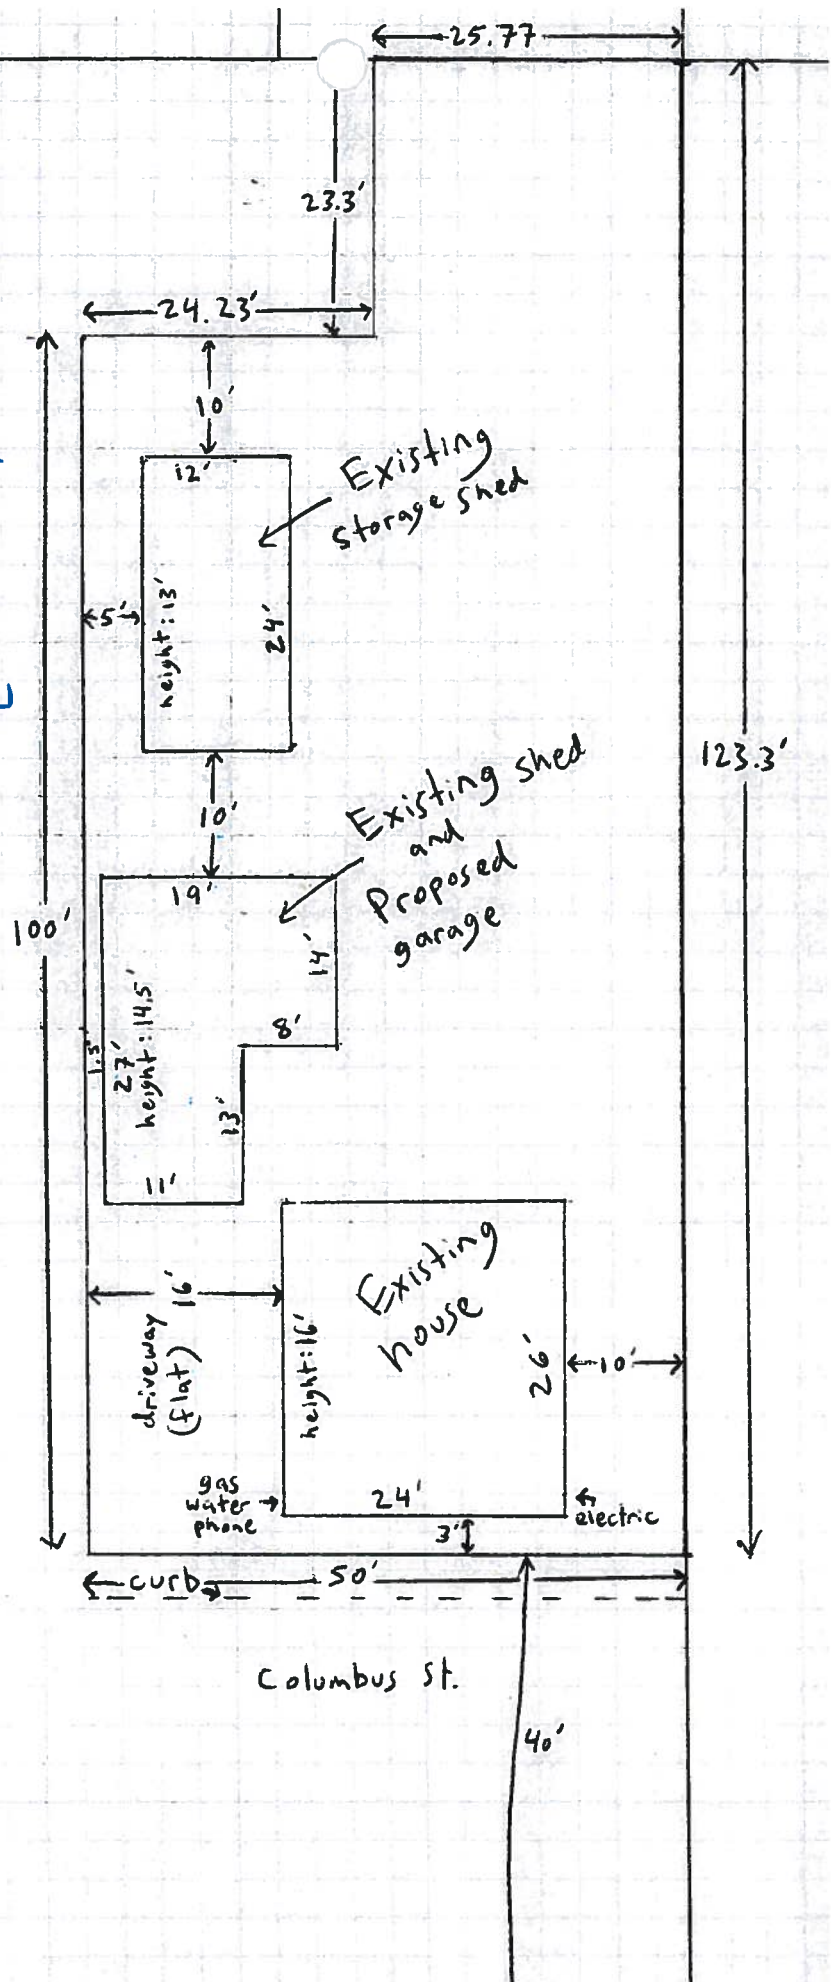 25.77
23.3'
24.23'
10'
12'
Existing
storage shed
5'
height: 13'
24'
123.3'
10'
Existing shed
and
Proposed
garage
19'
100'
14'
8'
1.5'
27'
height: 14.5'
13'
11'
16'
Existing
house
height: 16'
26'
10'
driveway
(flat)
gas
water
phone
24'
electric
3'
curb
50'
Columbus St.
40'